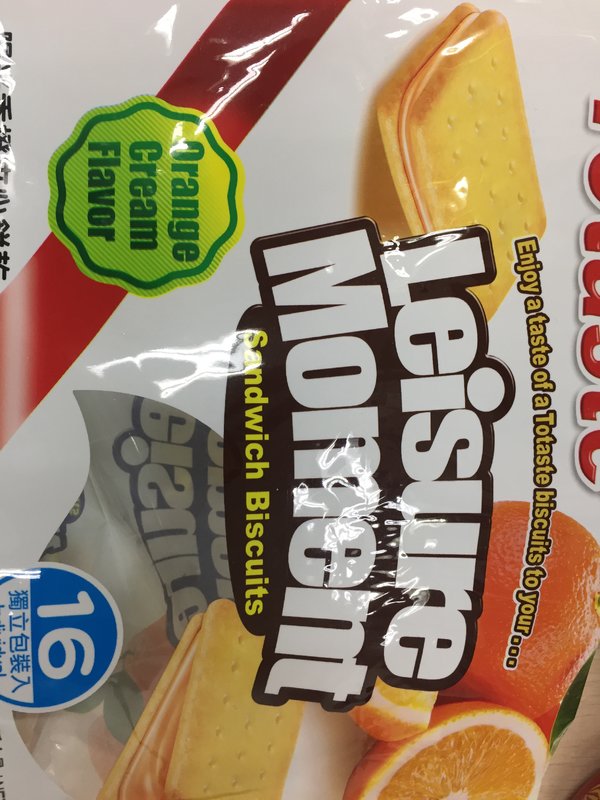 Totaste
Enjoy a taste of a Totaste biscuits to your...
Leisure
Moment
Sandwich Biscuits
Orange
Cream
Flavor
16
獨立包裝入